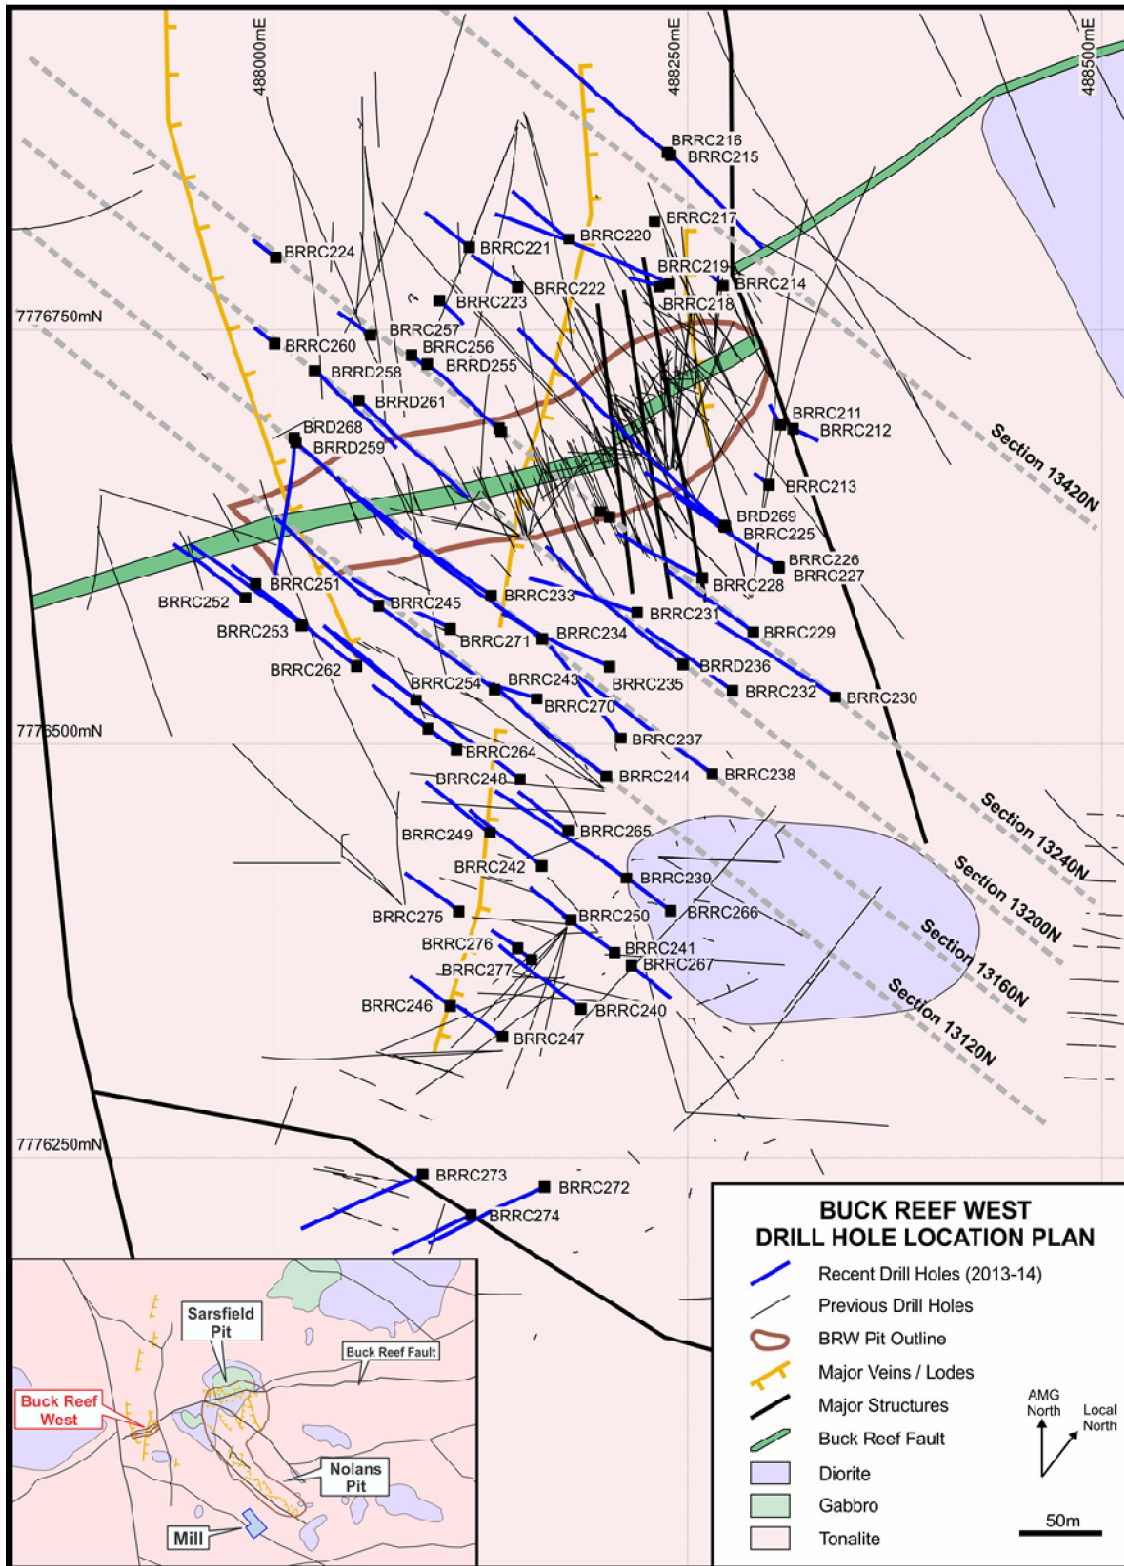 488000mE
488250mE
488500mE
BRRC216
BRRC215
BRRC217
BRRC220
BRRC221
BRRC224
BRRC219
BRRC214
BRRC222
BRRC218
BRRC223
7776750mN
BRRC257
BRRC260
BRRC256
BRRD255
BRRD258
BRRD261
BRRC211
BRD268
BRRC212
BRRD259
Section 13420N
BRRC213
BRD269
BRRC225
BRRC226
BRRC227
BRRC251
BRRC228
BRRC252
BRRC245
BRRC233
BRRC231
BRRC253
BRRC271
BRRC234
BRRC229
BRRC262
BRRD236
BRRC254
BRRC243
BRRC235
BRRC232
BRRC230
BRRC270
7776500mN
BRRC237
BRRC264
BRRC248
BRRC244
BRRC238
BRRC249
BRRC265
Section 13240N
BRRC242
BRRC239
Section 13200N
BRRC275
BRRC250
BRRC266
BRRC276
BRRC241
BRRC277
BRRC267
Section 13160N
BRRC246
BRRC240
Section 13120N
BRRC247
7776250mN
BRRC273
BRRC272
BRRC274
BUCK REEF WEST
DRILL HOLE LOCATION PLAN
Recent Drill Holes (2013-14)
Previous Drill Holes
BRW Pit Outline
Major Veins / Lodes
Major Structures
Buck Reef Fault
Diorite
Gabbro
Tonalite
AMG
North
Local
North
50m
Sarsfield
Pit
Buck Reef Fault
Buck Reef
West
Nolans
Pit
Mill